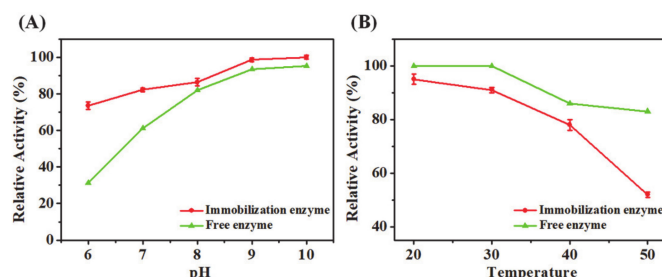 (A)
Relative Activity (%)
100
80
60
40
20
0
Immobilization enzyme
Free enzyme
6 7 8 9 10
pH
(B)
Relative Activity (%)
100
80
60
40
Immobilization enzyme
Free enzyme
20 30 40 50
Temperature